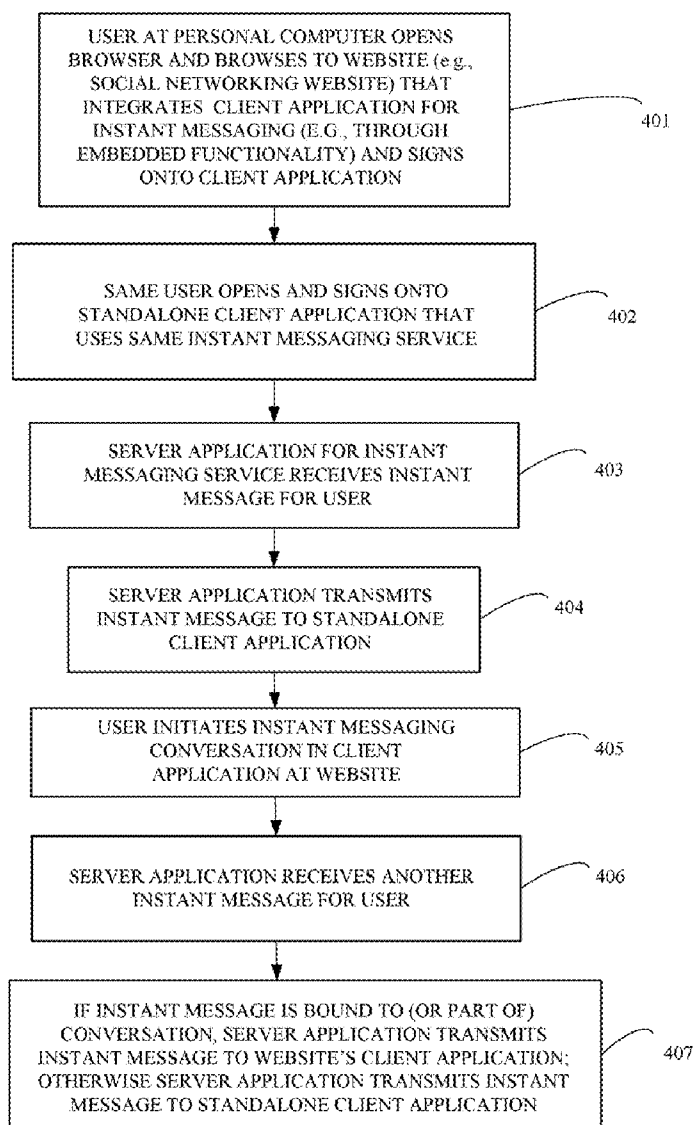 USER AT PERSONAL COMPUTER OPENS
BROWSER AND BROWSES TO WEBSITE (e.g.,
SOCIAL NETWORKING WEBSITE) THAT
INTEGRATES CLIENT APPLICATION FOR
INSTANT MESSAGING (E.G., THROUGH
EMBEDDED FUNCTIONALITY) AND SIGNS
ONTO CLIENT APPLICATION
401
SAME USER OPENS AND SIGNS ONTO
STANDALONE CLIENT APPLICATION THAT
USES SAME INSTANT MESSAGING SERVICE
402
SERVER APPLICATION FOR INSTANT
MESSAGING SERVICE RECEIVES INSTANT
MESSAGE FOR USER
403
SERVER APPLICATION TRANSMITS
INSTANT MESSAGE TO STANDALONE
CLIENT APPLICATION
404
USER INITIATES INSTANT MESSAGING
CONVERSATION IN CLIENT
APPLICATION AT WEBSITE
405
SERVER APPLICATION RECEIVES ANOTHER
INSTANT MESSAGE FOR USER
406
IF INSTANT MESSAGE IS BOUND TO (OR PART OF)
CONVERSATION, SERVER APPLICATION TRANSMITS
INSTANT MESSAGE TO WEBSITE'S CLIENT APPLICATION;
OTHERWISE SERVER APPLICATION TRANSMITS INSTANT
MESSAGE TO STANDALONE CLIENT APPLICATION
407